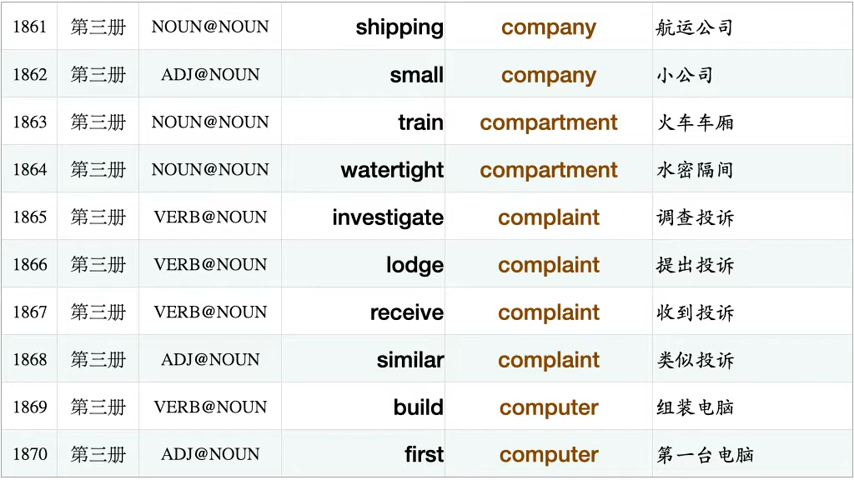 1861 第三册 NOUN@NOUN shipping company 航运公司
1862 第三册 ADJ@NOUN small company 小公司
1863 第三册 NOUN@NOUN train compartment 火车车厢
1864 第三册 NOUN@NOUN watertight compartment 水密隔间
1865 第三册 VERB@NOUN investigate complaint 调查投诉
1866 第三册 VERB@NOUN lodge complaint 提出投诉
1867 第三册 VERB@NOUN receive complaint 收到投诉
1868 第三册 ADJ@NOUN similar complaint 类似投诉
1869 第三册 VERB@NOUN build computer 组装电脑
1870 第三册 ADJ@NOUN first computer 第一台电脑